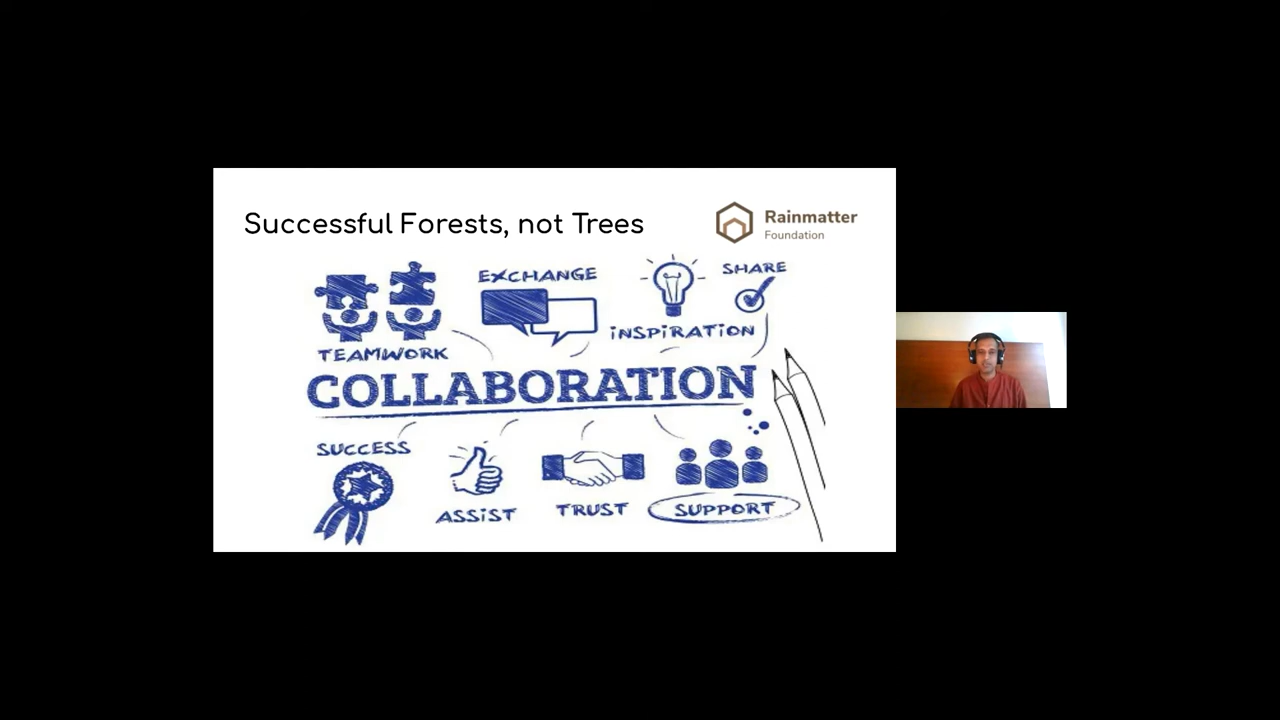 Successful Forests, not Trees
Rainmatter
Foundation
EXCHANGE
SHARE
INSPIRATION
TEAMWORK
COLLABORATION
SUCCESS
ASSIST
TRUST
SUPPORT